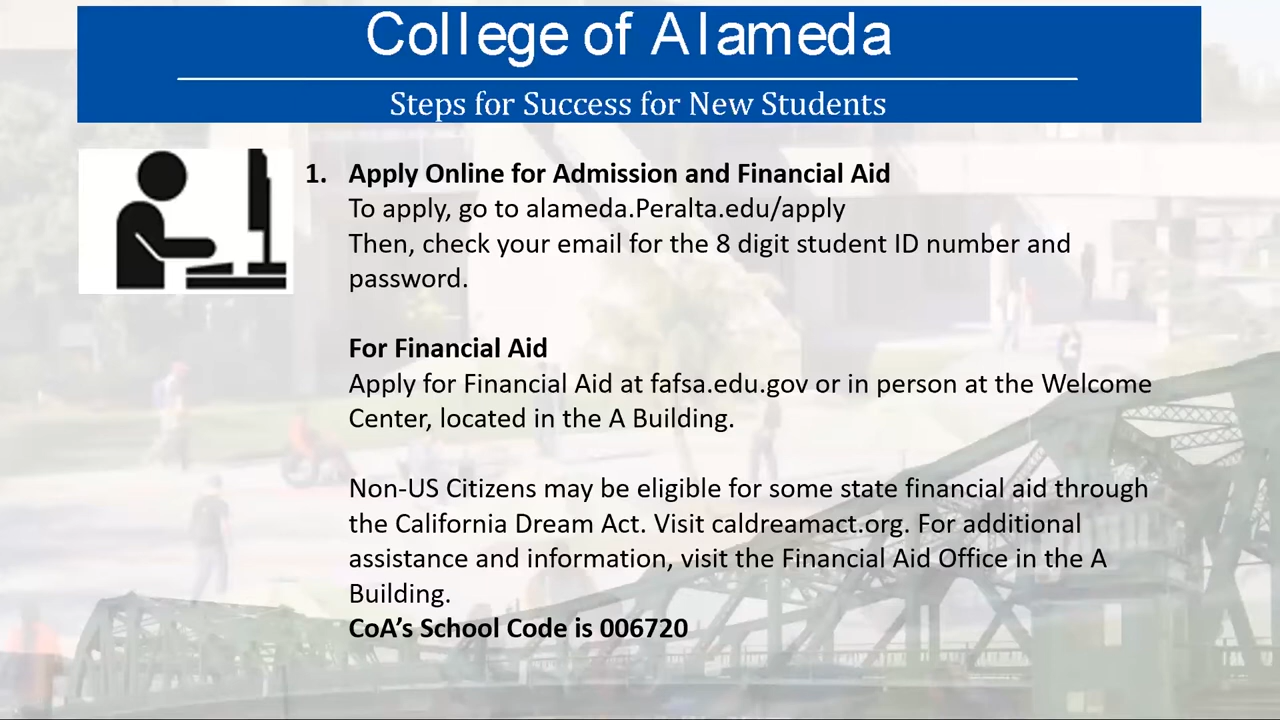 College of Alameda
Steps for Success for New Students
1. Apply Online for Admission and Financial Aid
To apply, go to alameda.Peralta.edu/apply
Then, check your email for the 8 digit student ID number and
password.
For Financial Aid
Apply for Financial Aid at fafsa.edu.gov or in person at the Welcome
Center, located in the A Building.
Non-US Citizens may be eligible for some state financial aid through
the California Dream Act. Visit caldreamact.org. For additional
assistance and information, visit the Financial Aid Office in the A
Building.
CoA’s School Code is 006720